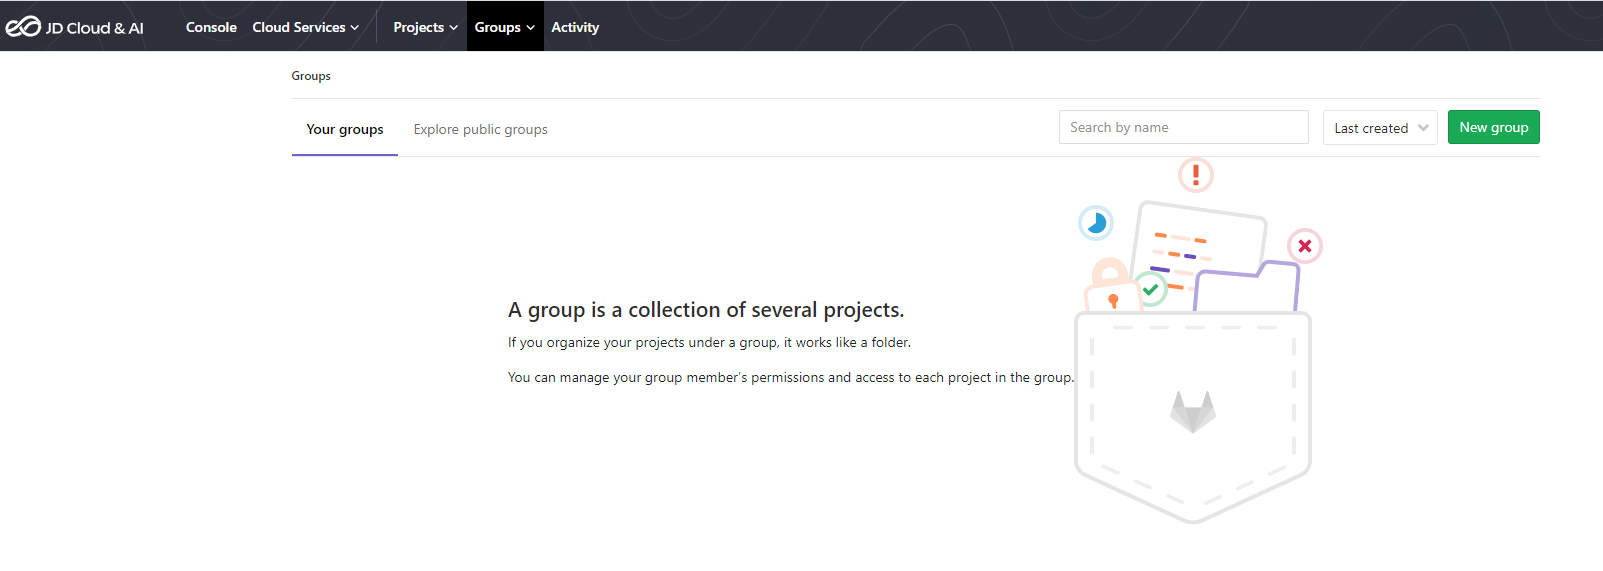 JD Cloud & AI Console Cloud Services Projects Groups Activity
Groups
Your groups Explore public groups Search by name Last created New group
A group is a collection of several projects.
If you organize your projects under a group, it works like a folder.
You can manage your group member’s permissions and access to each project in the group.